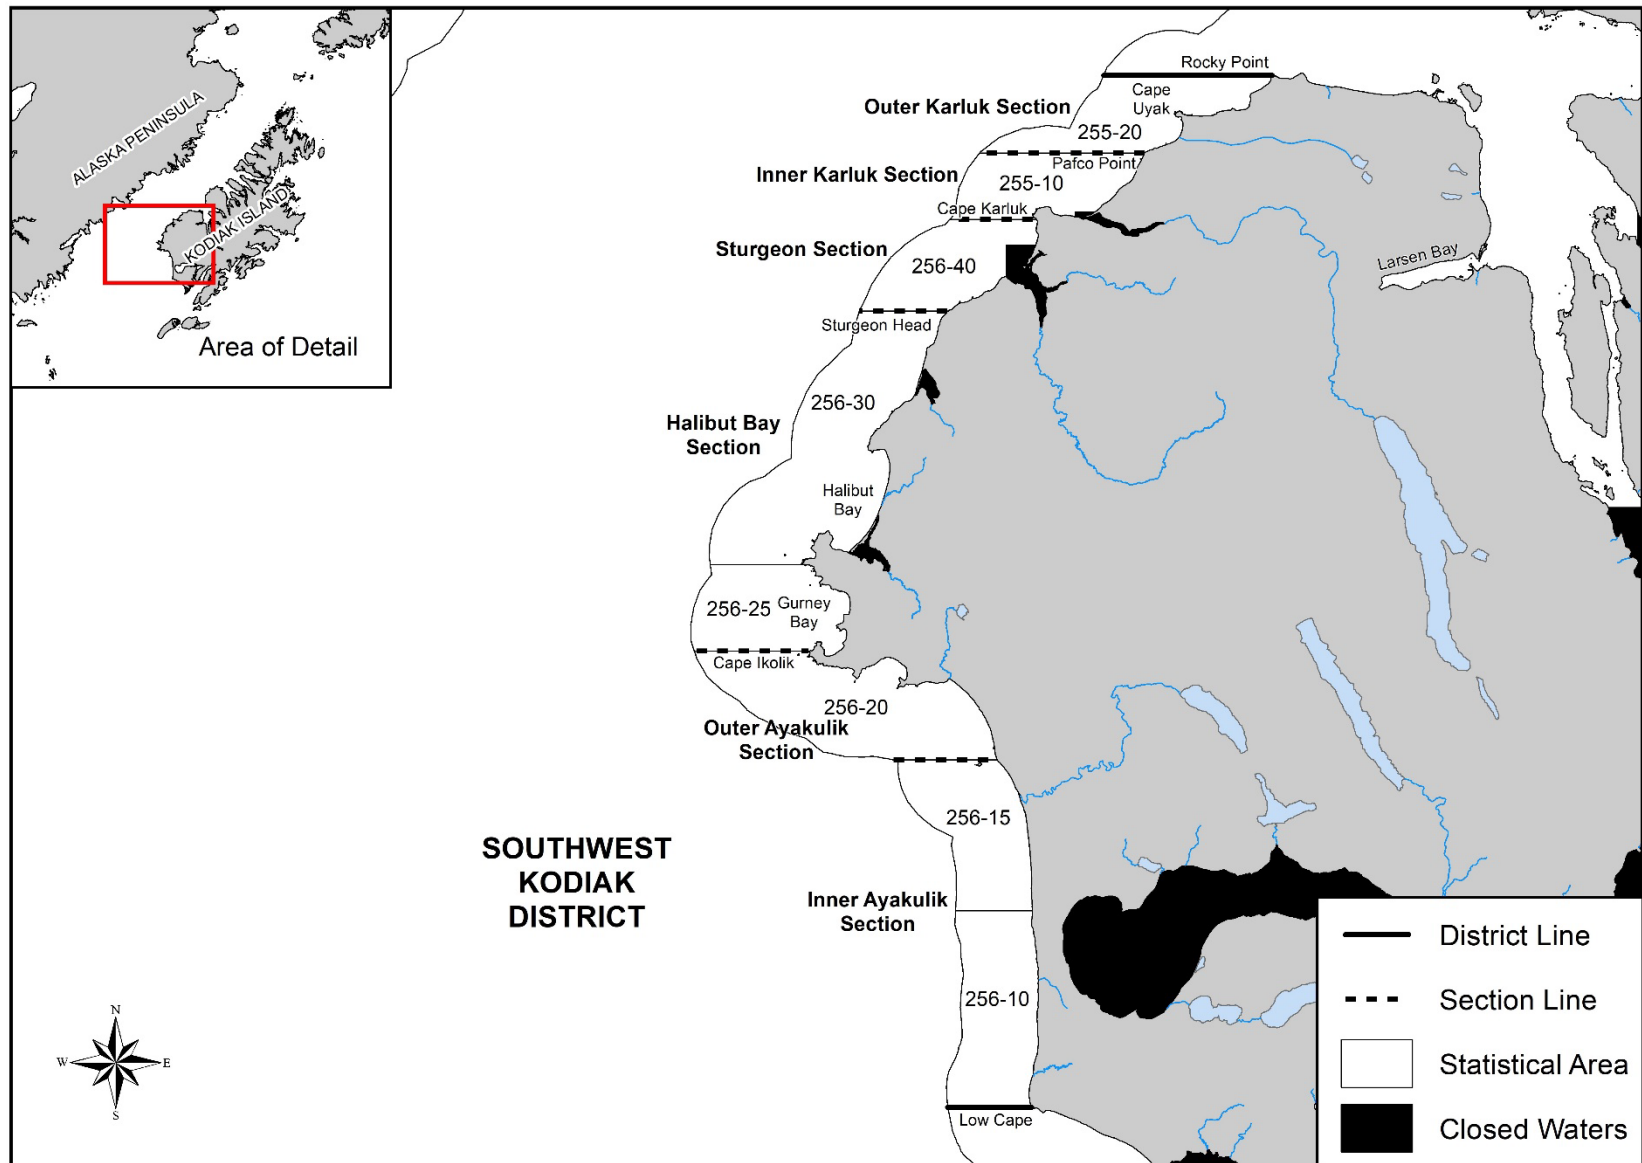 ALASKA PENINSULA
KODIAK ISLAND
Area of Detail
Rocky Point
Cape
Uyak
Outer Karluk Section
255-20
Pafco Point
Inner Karluk Section
255-10
Cape Karluk
Sturgeon Section
256-40
Larsen Bay
Sturgeon Head
256-30
Halibut Bay
Section
Halibut
Bay
256-25
Gurney
Bay
Cape Ikolik
256-20
Outer Ayakulik
Section
256-15
SOUTHWEST
KODIAK
DISTRICT
Inner Ayakulik
Section
256-10
Low Cape
N
W
E
S
District Line
Section Line
Statistical Area
Closed Waters